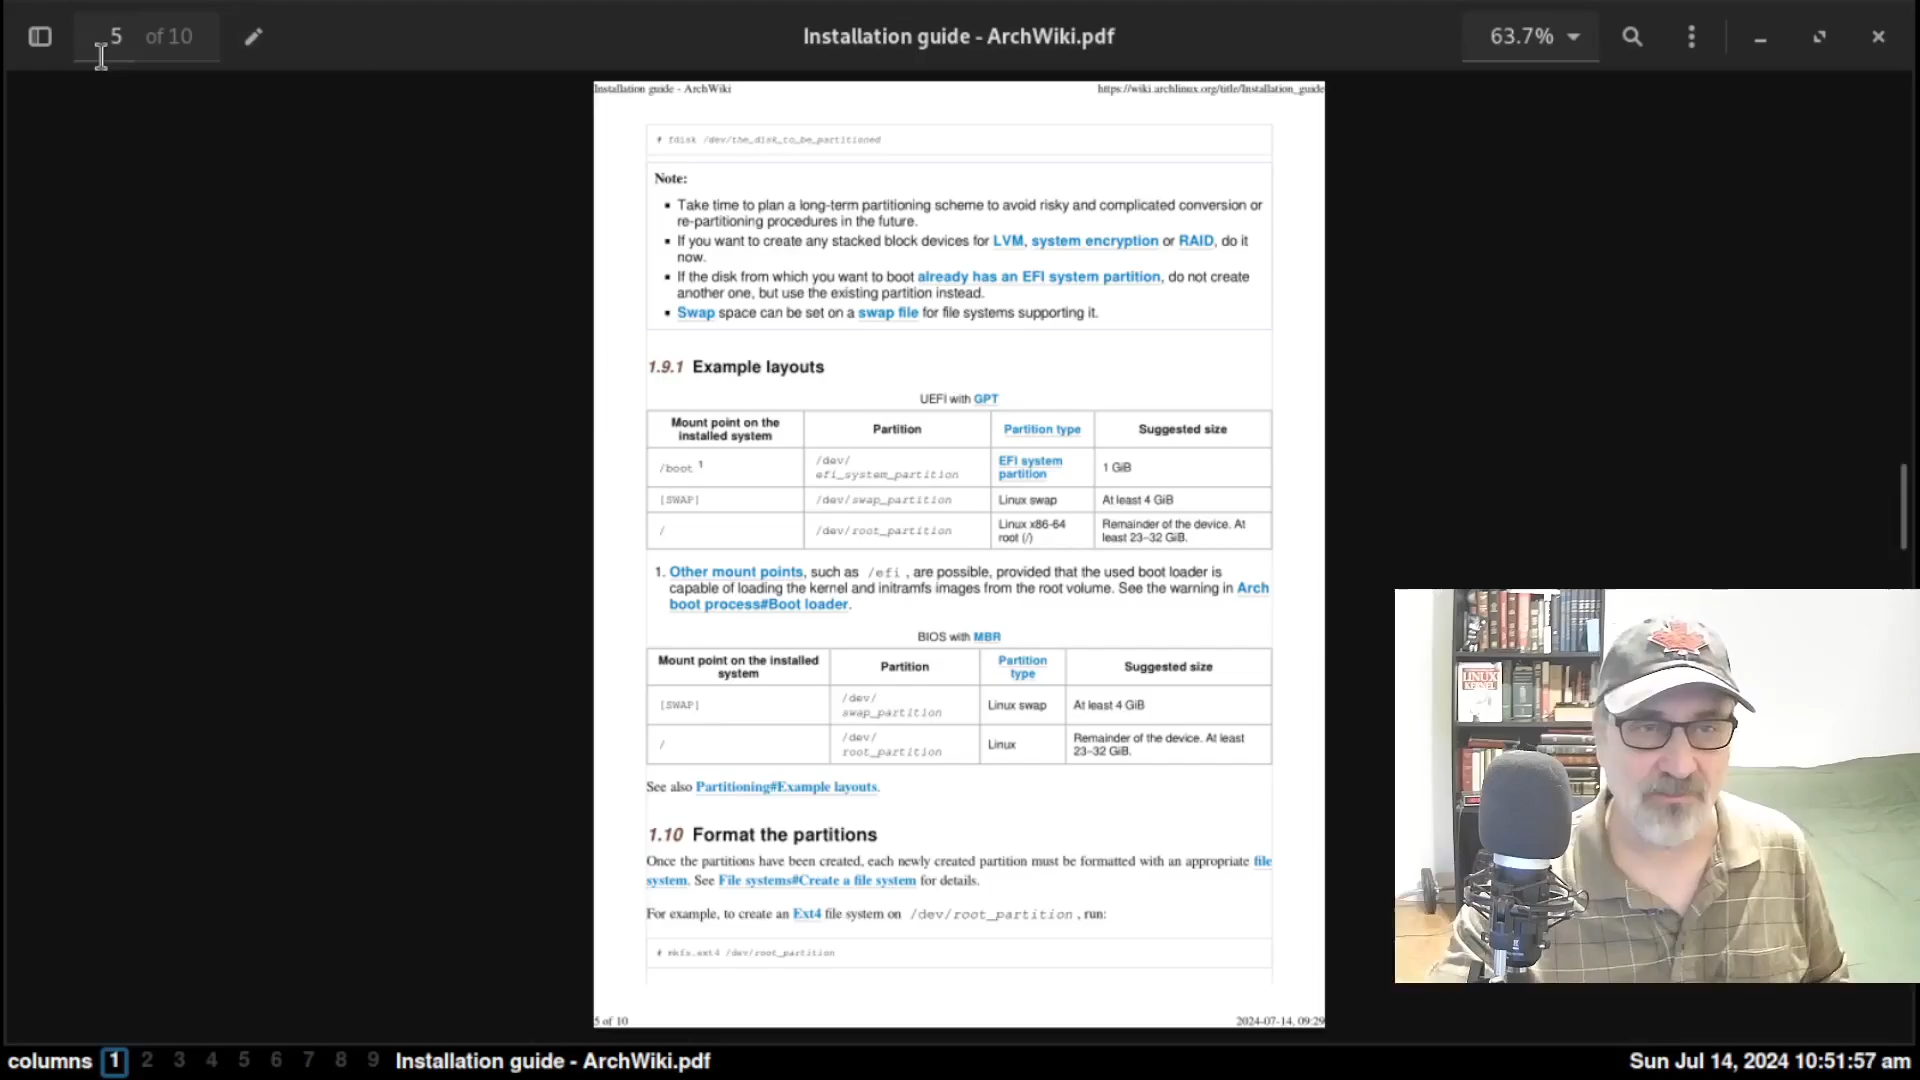 5 of 10
Installation guide - ArchWiki.pdf
63.7%
Installation guide - ArchWiki
https://wiki.archlinux.org/title/Installation_guide
# fdisk /dev/the_disk_to_be_partitioned
Note:
▪ Take time to plan a long-term partitioning scheme to avoid risky and complicated conversion or
re-partitioning procedures in the future.
▪ If you want to create any stacked block devices for LVM, system encryption or RAID, do it
now.
▪ If the disk from which you want to boot already has an EFI system partition, do not create
another one, but use the existing partition instead.
▪ Swap space can be set on a swap file for file systems supporting it.
1.9.1 Example layouts
UEFI with GPT
Mount point on the
installed system
Partition
Partition type
Suggested size
/boot 1
/dev/
efi_system_partition
EFI system
partition
1 GiB
[SWAP]
/dev/swap_partition
Linux swap
At least 4 GiB
/
/dev/root_partition
Linux x86-64
root (/)
Remainder of the device. At
least 23–32 GiB.
1. Other mount points, such as /efi , are possible, provided that the used boot loader is
capable of loading the kernel and initramfs images from the root volume. See the warning in Arch
boot process#Boot loader.
BIOS with MBR
Mount point on the installed
system
Partition
Partition
type
Suggested size
[SWAP]
/dev/
swap_partition
Linux swap
At least 4 GiB
/
/dev/
root_partition
Linux
Remainder of the device. At least
23–32 GiB.
See also Partitioning#Example layouts.
1.10 Format the partitions
Once the partitions have been created, each newly created partition must be formatted with an appropriate file
system. See File systems#Create a file system for details.
For example, to create an Ext4 file system on /dev/root_partition , run:
# mkfs.ext4 /dev/root_partition
5 of 10
2024-07-14, 09:29
LINUX
KERNEL
columns 1 2 3 4 5 6 7 8 9 Installation guide - ArchWiki.pdf
Sun Jul 14, 2024 10:51:57 am